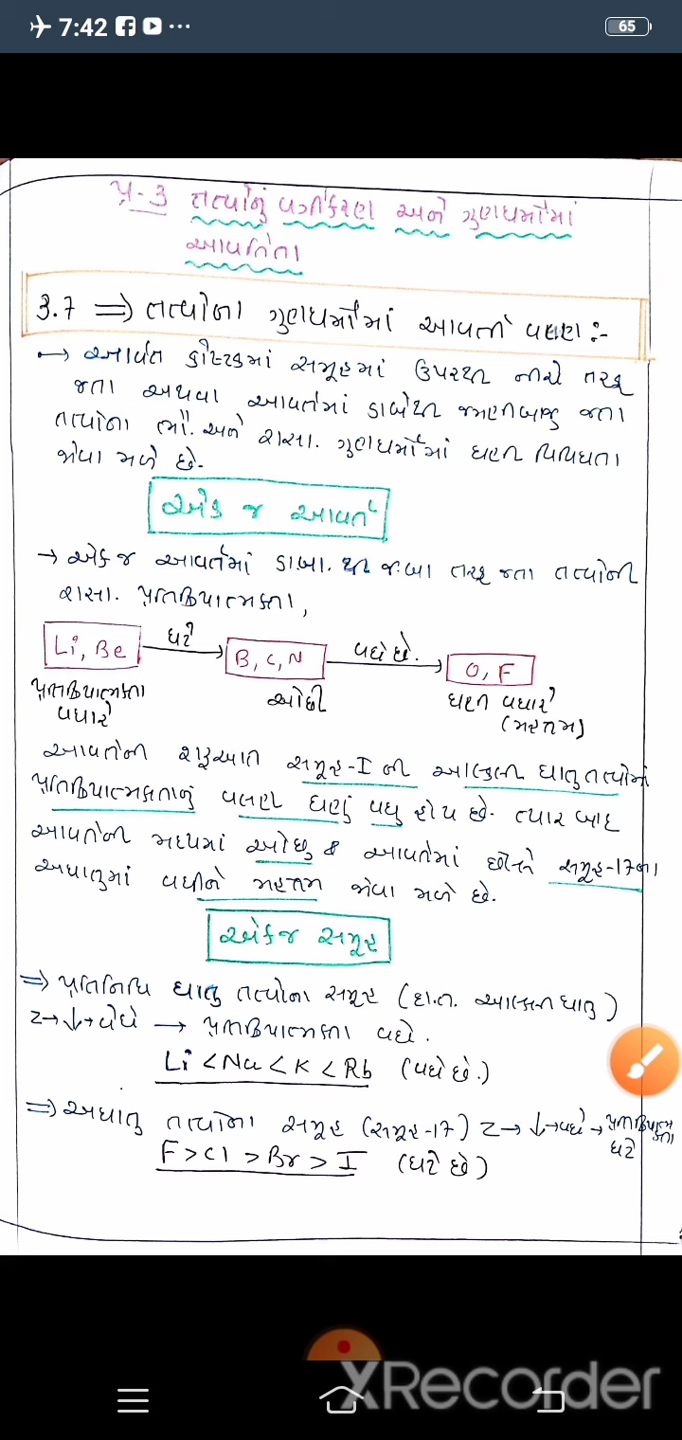 7:42
65
પ્ર-૩ તત્વોનું વર્ગીકરણ અને ગુણધર્મોમાં
આવર્તિતા
3.7 ⇒ તત્વોના ગુણધર્મોમાં આવર્તી વલણ :-
→ આર્વત કોષ્ટકમાં સમૂહમાં ઉપરથી નીચે તરફ
જતા અથવા આવર્તમાં ડાબેથી જમણીબાજુ જતા
તત્વોના ભૌ. અને રાસા. ગુણધર્મોમાં ઘણી વિવિધતા
જોવા મળે છે.
એક જ આવર્ત
→ એક જ આવર્તમાં ડાબા. થી જ.બા તરફ જતા તત્વોની
રાસા. પ્રતિક્રિયાત્મકતા,
Li, Be ઘટે → B, C, N વધે છે. → O, F
પ્રતિક્રિયાત્મકતા ઓછી ઘણી વધારે
વધારે (મહત્તમ)
આવર્તની શરૂઆત સમૂહ-I ની આલ્કલી ધાતુતત્વોમાં
પ્રતિક્રિયાત્મકતાનું વલણ ઘણું વધુ હોય છે. ત્યાર બાદ
આવર્તની મધ્યમાં ઓછુ & આવર્તમાં છેલ્લે સમૂહ-17ના
અધાતુમાં વધીને મહત્તમ જોવા મળે છે.
એકજ સમૂહ
⇒ પ્રતિનિધિ ધાતુ તત્વોના સમૂહ (દા.ત. આલ્કલી ધાતુ)
Z→↓→વધે → પ્રતિક્રિયાત્મકતા વધે.
Li < Na < K < Rb (વધે છે.)
⇒ અધાતુ તત્વોના સમૂહ (સમૂહ-17) Z→↓→વધે→પ્રતિક્રિયાત્મકતા
ઘટે
F > Cl > Br > I (ઘટે છે)
XRecorder